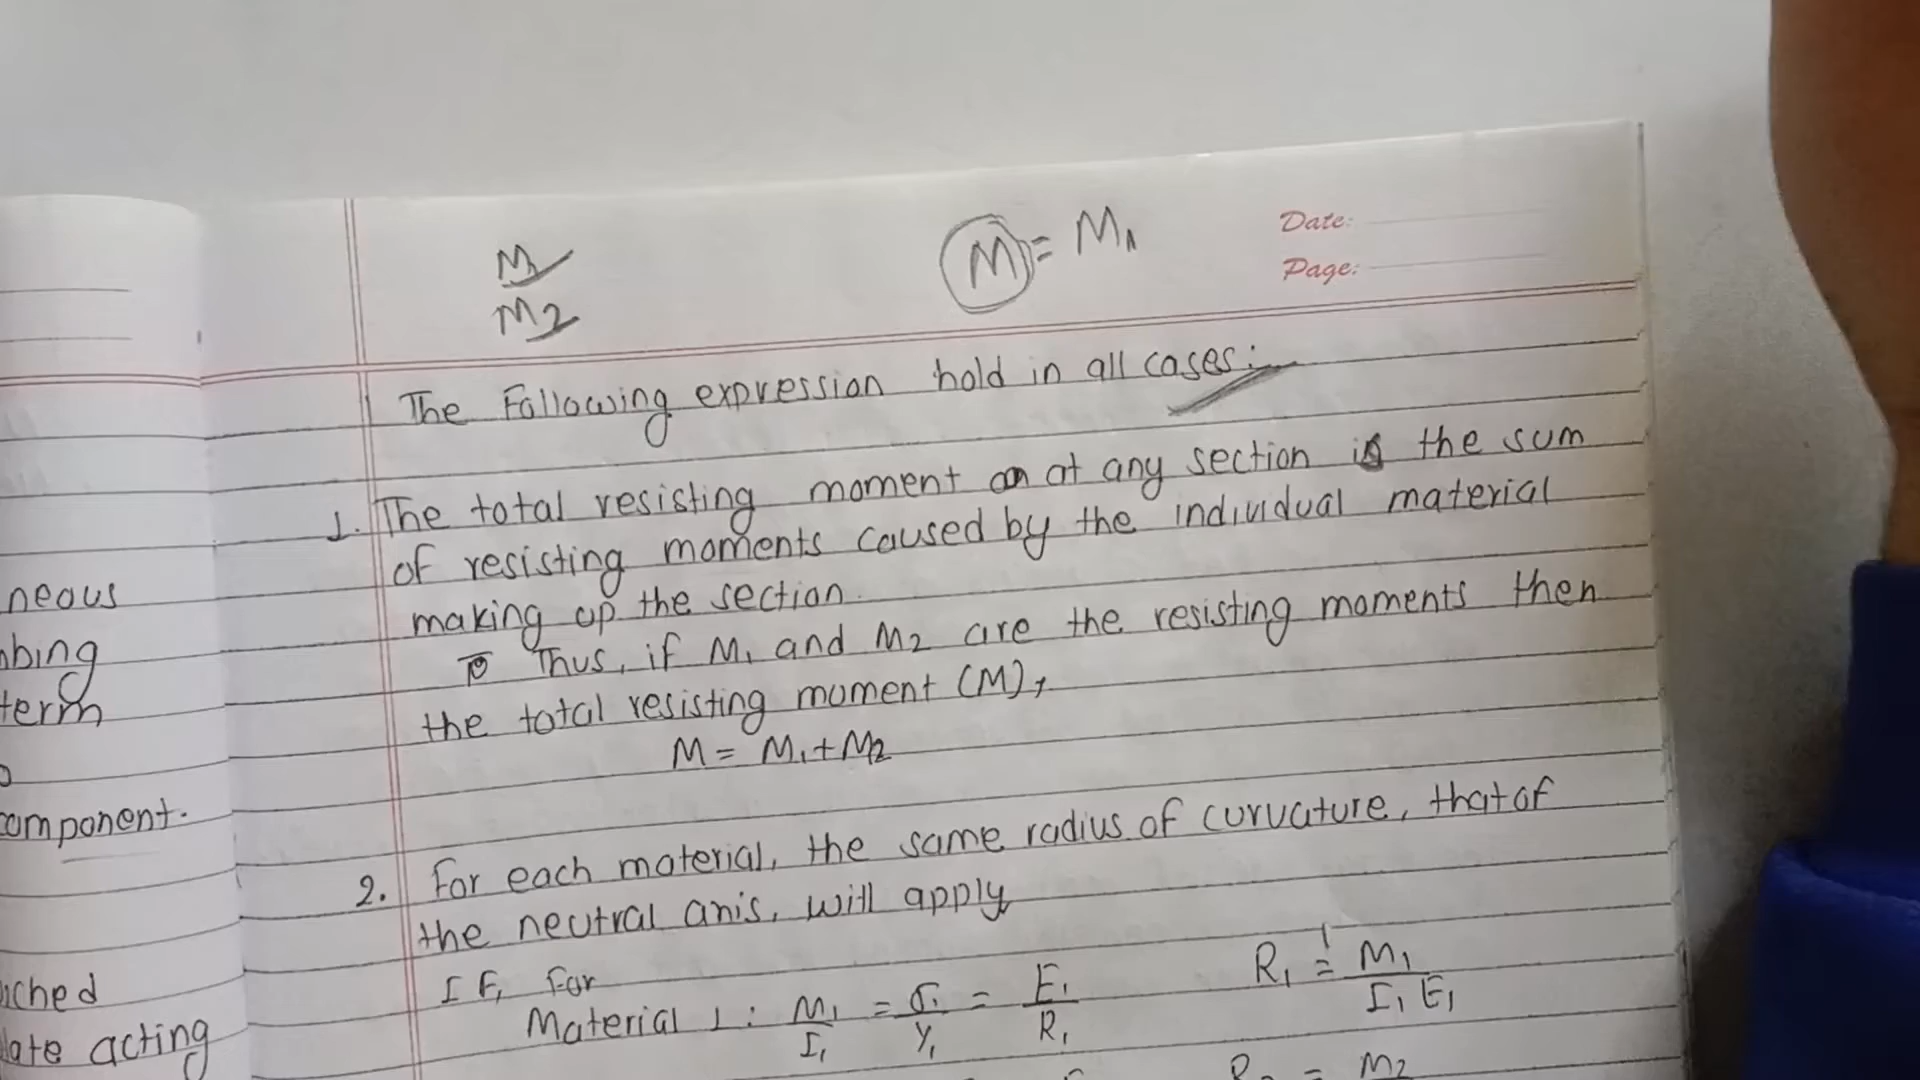 M1
M2
M = M1
Date:
Page:
The Following expression hold in all cases:
1. The total resisting moment at any section is the sum
of resisting moments caused by the individual material
making up the section.
Thus, if M1 and M2 are the resisting moments then
the total resisting moment (M),
M = M1+M2
2. For each material, the same radius of curvature, that of
the neutral anis, will apply
If, For
Material 1 : M1/I1 = σ1/Y1 = E1/R1
R1 = M1/I1 E1
M2
neous
bing
term
component.
ched
late acting